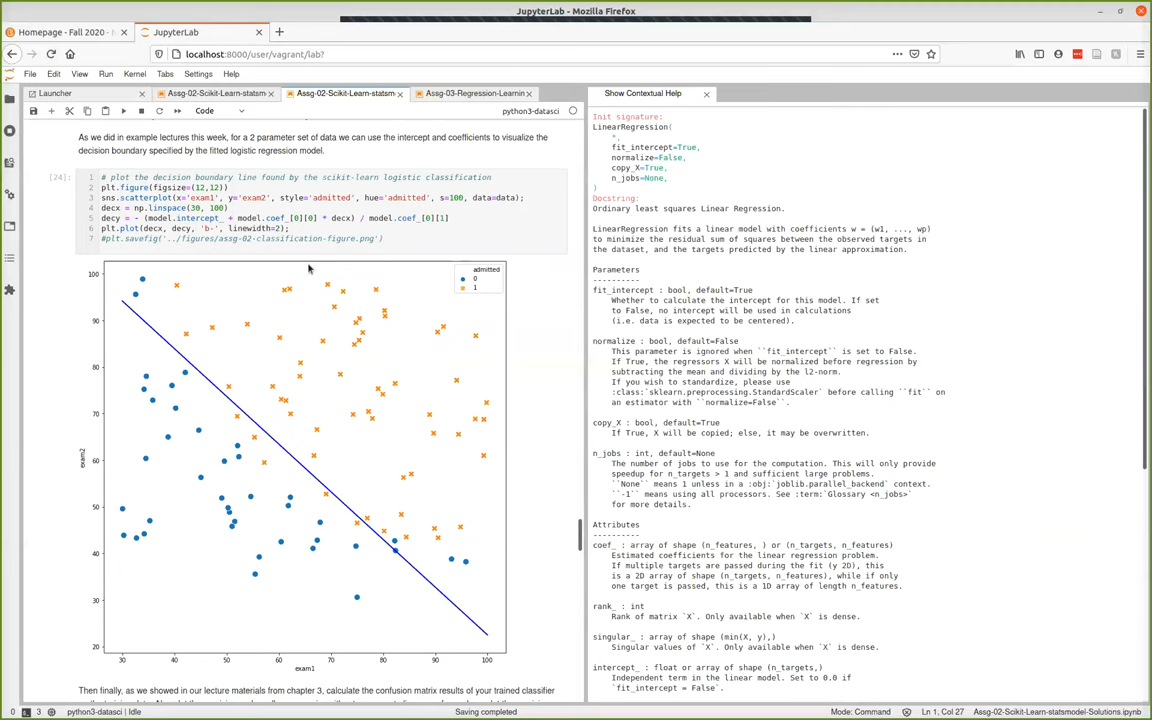 JupyterLab - Mozilla Firefox
Homepage - Fall 2020 -
JupyterLab
localhost:8000/user/vagrant/lab?
File Edit View Run Kernel Tabs Settings Help
Launcher
Assg-02-Scikit-Learn-statsm
Assg-02-Scikit-Learn-statsm
Assg-03-Regression-Learnin
Code
python3-datasci
As we did in example lectures this week, for a 2 parameter set of data we can use the intercept and coefficients to visualize the
decision boundary specified by the fitted logistic regression model.
[24]:
1 # plot the decision boundary line found by the scikit-learn logistic classification
2 plt.figure(figsize=(12,12))
3 sns.scatterplot(x='exam1', y='exam2', style='admitted', hue='admitted', s=100, data=data);
4 decx = np.linspace(30, 100)
5 decy = - (model.intercept_ + model.coef_[0][0] * decx) / model.coef_[0][1]
6 plt.plot(decx, decy, 'b-', linewidth=2);
7 #plt.savefig('../figures/assg-02-classification-figure.png')
admitted
0
1
100
90
80
70
60
50
40
30
20
exam2
30 40 50 60 70 80 90 100
exam1
Then finally, as we showed in our lecture materials from chapter 3, calculate the confusion matrix results of your trained classifier
Show Contextual Help
Init signature:
LinearRegression(
*,
fit_intercept=True,
normalize=False,
copy_X=True,
n_jobs=None,
)
Docstring:
Ordinary least squares Linear Regression.
LinearRegression fits a linear model with coefficients w = (w1, ..., wp)
to minimize the residual sum of squares between the observed targets in
the dataset, and the targets predicted by the linear approximation.
Parameters
----------
fit_intercept : bool, default=True
Whether to calculate the intercept for this model. If set
to False, no intercept will be used in calculations
(i.e. data is expected to be centered).
normalize : bool, default=False
This parameter is ignored when ``fit_intercept`` is set to False.
If True, the regressors X will be normalized before regression by
subtracting the mean and dividing by the l2-norm.
If you wish to standardize, please use
:class:`sklearn.preprocessing.StandardScaler` before calling ``fit`` on
an estimator with ``normalize=False``.
copy_X : bool, default=True
If True, X will be copied; else, it may be overwritten.
n_jobs : int, default=None
The number of jobs to use for the computation. This will only provide
speedup for n_targets > 1 and sufficient large problems.
``None`` means 1 unless in a :obj:`joblib.parallel_backend` context.
``-1`` means using all processors. See :term:`Glossary <n_jobs>`
for more details.
Attributes
----------
coef_ : array of shape (n_features, ) or (n_targets, n_features)
Estimated coefficients for the linear regression problem.
If multiple targets are passed during the fit (y 2D), this
is a 2D array of shape (n_targets, n_features), while if only
one target is passed, this is a 1D array of length n_features.
rank_ : int
Rank of matrix `X`. Only available when `X` is dense.
singular_ : array of shape (min(X, y),)
Singular values of `X`. Only available when `X` is dense.
intercept_ : float or array of shape (n_targets,)
Independent term in the linear model. Set to 0.0 if
`fit_intercept = False`.
0 3 python3-datasci | Idle
Saving completed
Mode: Command
Ln 1, Col 27
Assg-02-Scikit-Learn-statsmodel-Solutions.ipynb